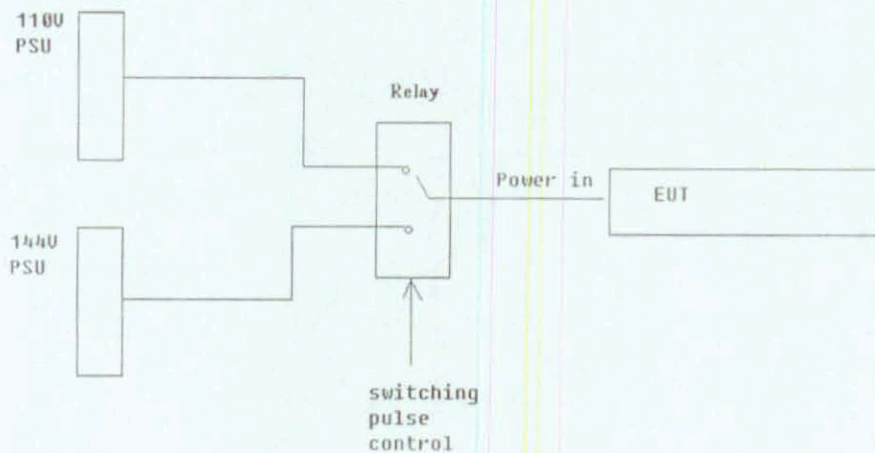 110V
PSU
Relay
Power in
EUT
144V
PSU
switching
pulse
control